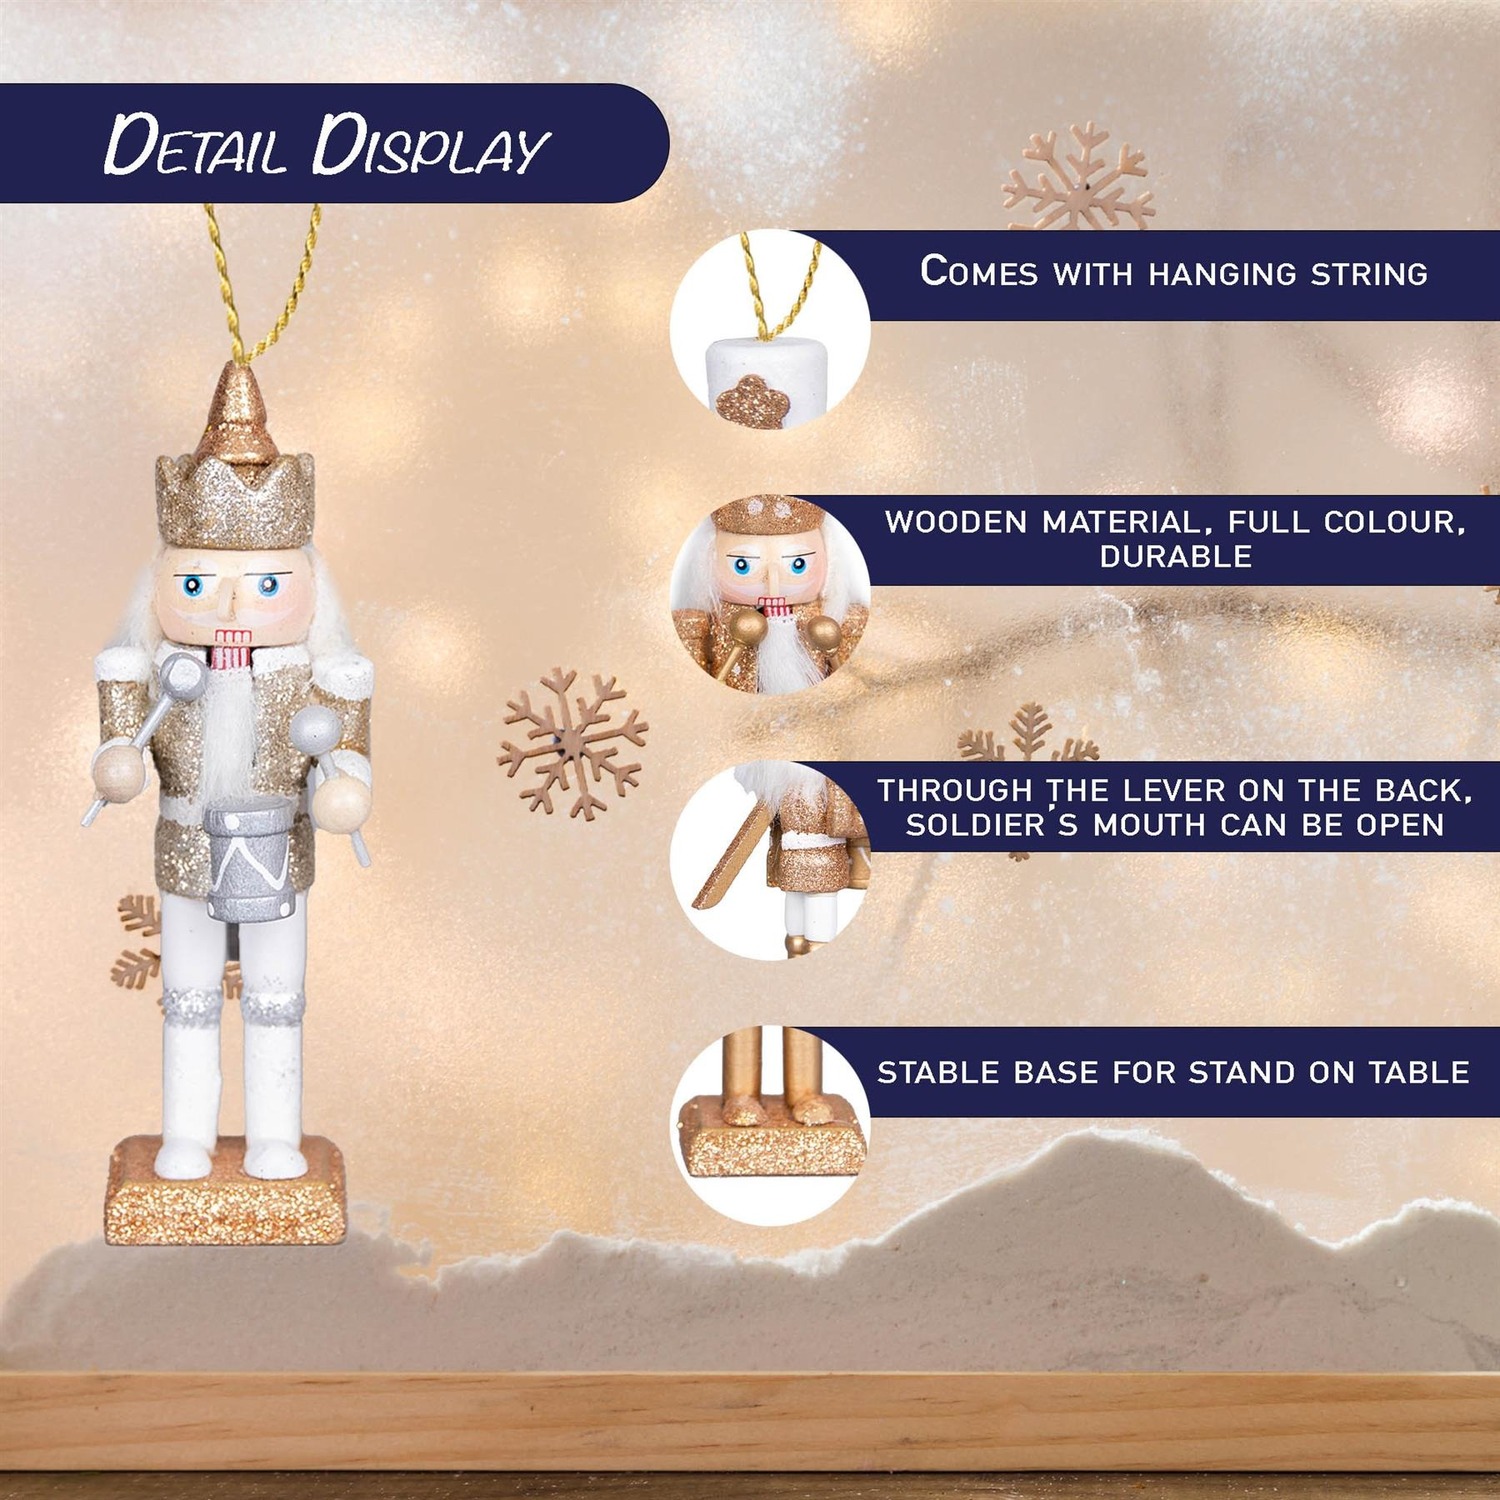 Detail Display
Comes with hanging string
wooden material, full colour,
durable
through the lever on the back,
soldier's mouth can be open
stable base for stand on table